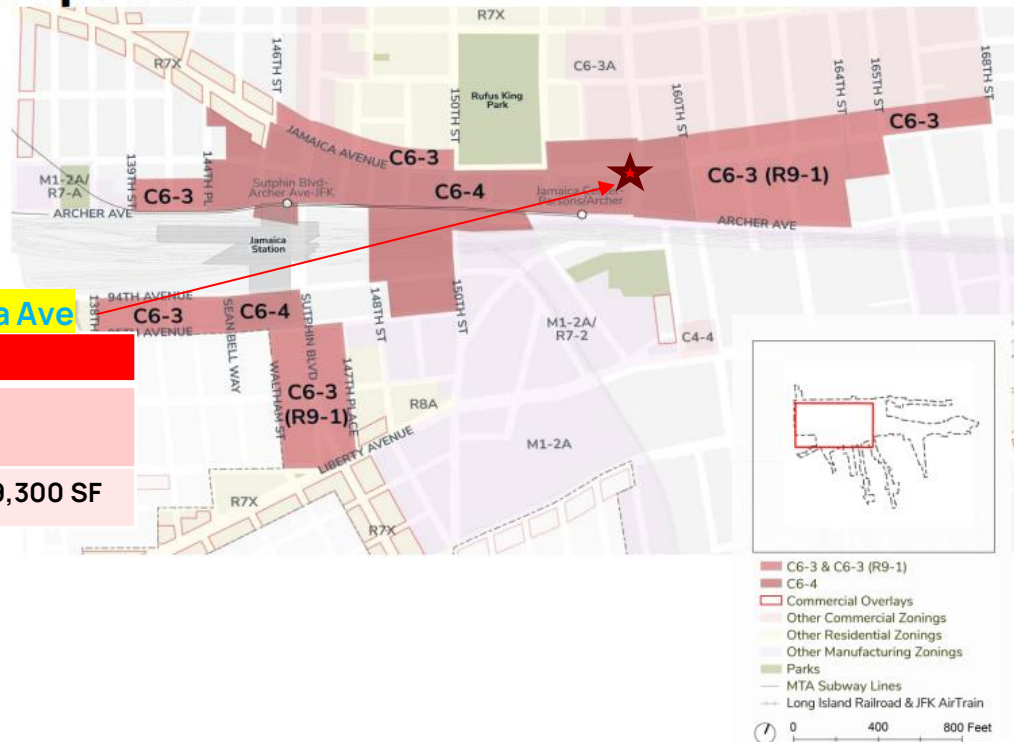 R7X
R7X
C6-3A
146TH ST
150TH ST
Rufus King
Park
160TH ST
164TH ST
165TH ST
168TH ST
JAMAICA AVENUE
C6-3
C6-3
M1-2A/
R7-A
139TH ST
144TH PL
C6-3
Sutphin Blvd-
Archer Ave-JFK
C6-4
Jamaica Center-
Parsons/Archer
C6-3 (R9-1)
ARCHER AVE
ARCHER AVE
Jamaica
Station
a Ave
138TH
94TH AVENUE
C6-3
C6-4
95TH AVENUE
SEAN BELL WAY
SUTPHIN BLVD
148TH ST
150TH ST
M1-2A/
R7-2
C4-4
WALTHAM ST
147TH PLACE
C6-3
(R9-1)
R8A
LIBERTY AVENUE
M1-2A
9,300 SF
R7X
R7X
C6-3 & C6-3 (R9-1)
C6-4
Commercial Overlays
Other Commercial Zonings
Other Residential Zonings
Other Manufacturing Zonings
Parks
MTA Subway Lines
Long Island Railroad & JFK AirTrain
0 400 800 Feet